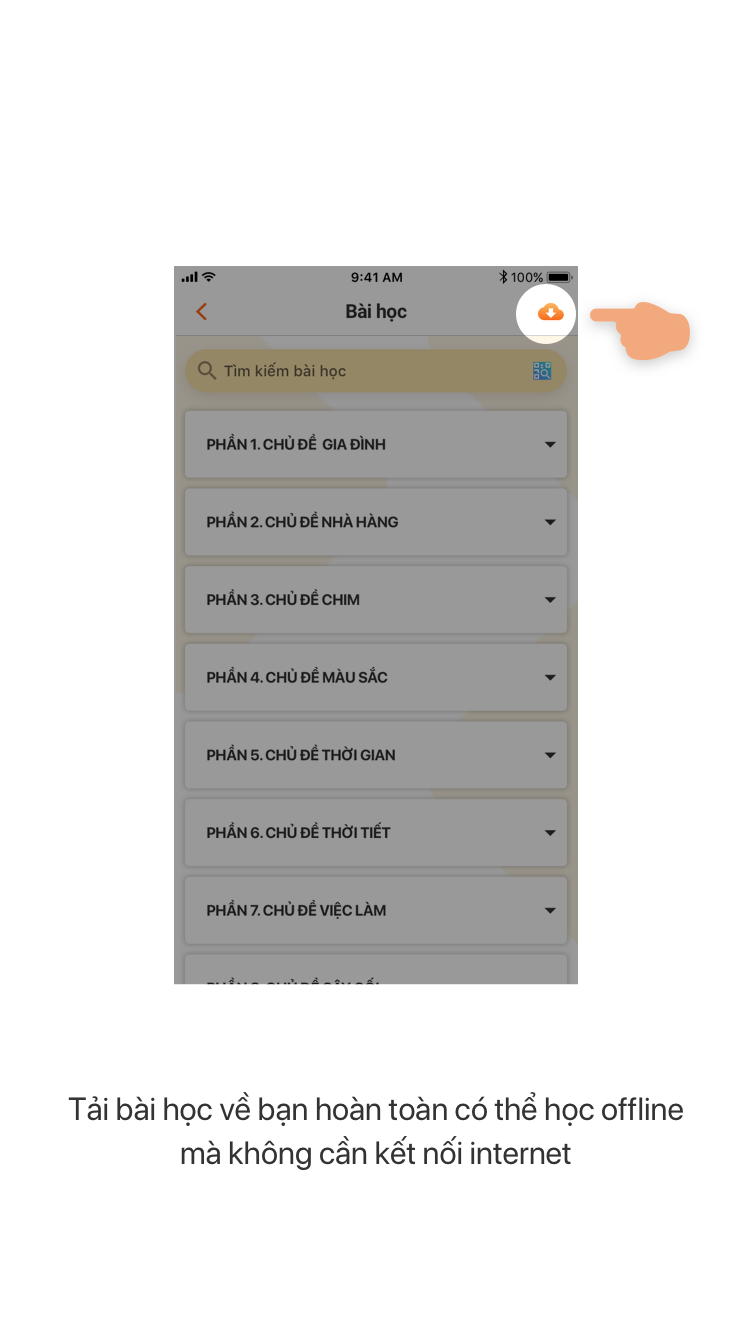 9:41 AM
100%
Bài học
Tìm kiếm bài học
PHẦN 1. CHỦ ĐỀ  GIA ĐÌNH
PHẦN 2. CHỦ ĐỀ NHÀ HÀNG
PHẦN 3. CHỦ ĐỀ CHIM
PHẦN 4. CHỦ ĐỀ MÀU SẮC
PHẦN 5. CHỦ ĐỀ THỜI GIAN
PHẦN 6. CHỦ ĐỀ THỜI TIẾT
PHẦN 7. CHỦ ĐỀ VIỆC LÀM
Tải bài học về bạn hoàn toàn có thể học offline
mà không cần kết nối internet